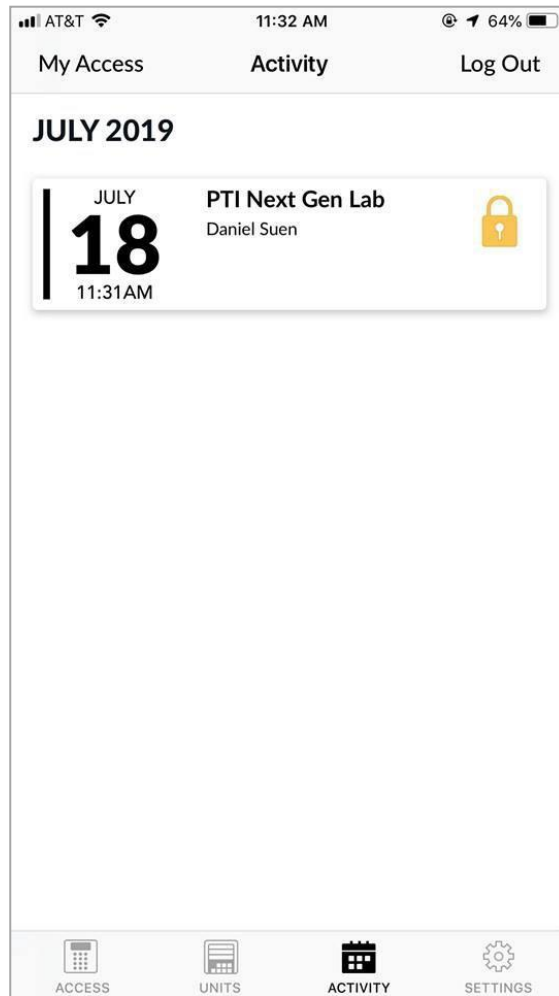 AT&T 11:32 AM 64%
My Access Activity Log Out
JULY 2019
JULY
18
11:31AM
PTI Next Gen Lab
Daniel Suen
ACCESS UNITS ACTIVITY SETTINGS